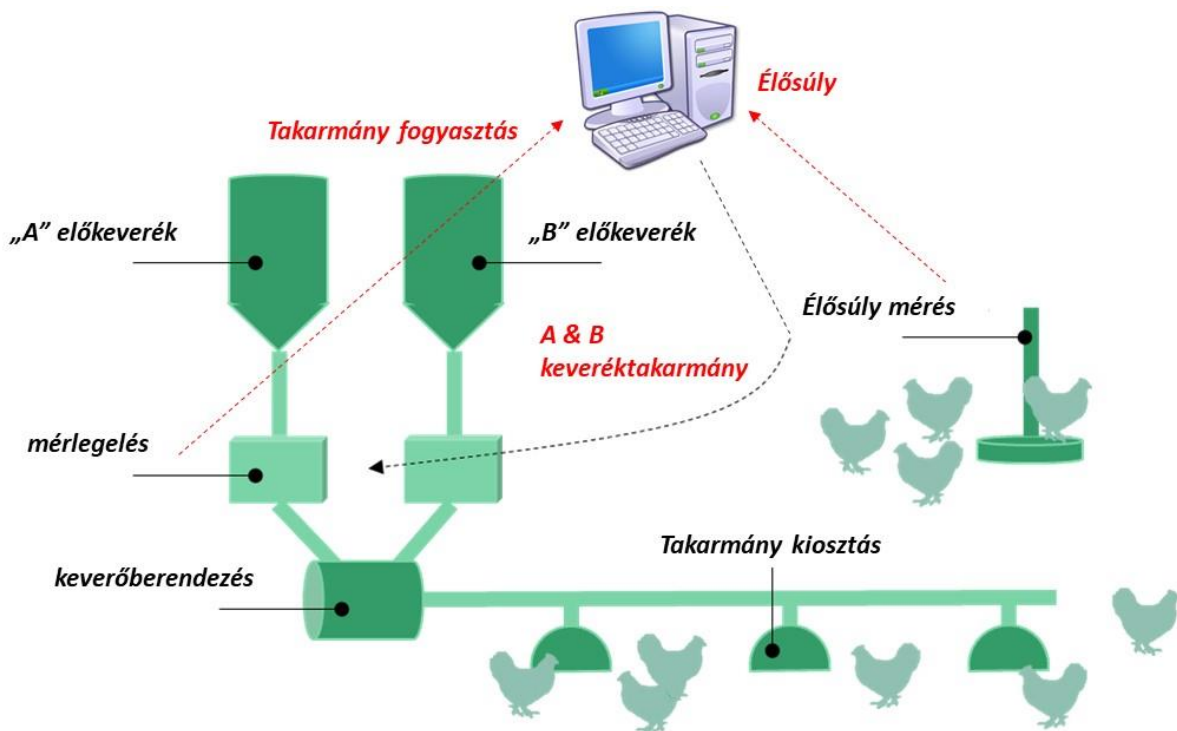 Élősúly
Takarmány fogyasztás
„A” előkeverék
„B” előkeverék
Élősúly mérés
A & B
keveréktakarmány
mérlegelés
Takarmány kiosztás
keverőberendezés